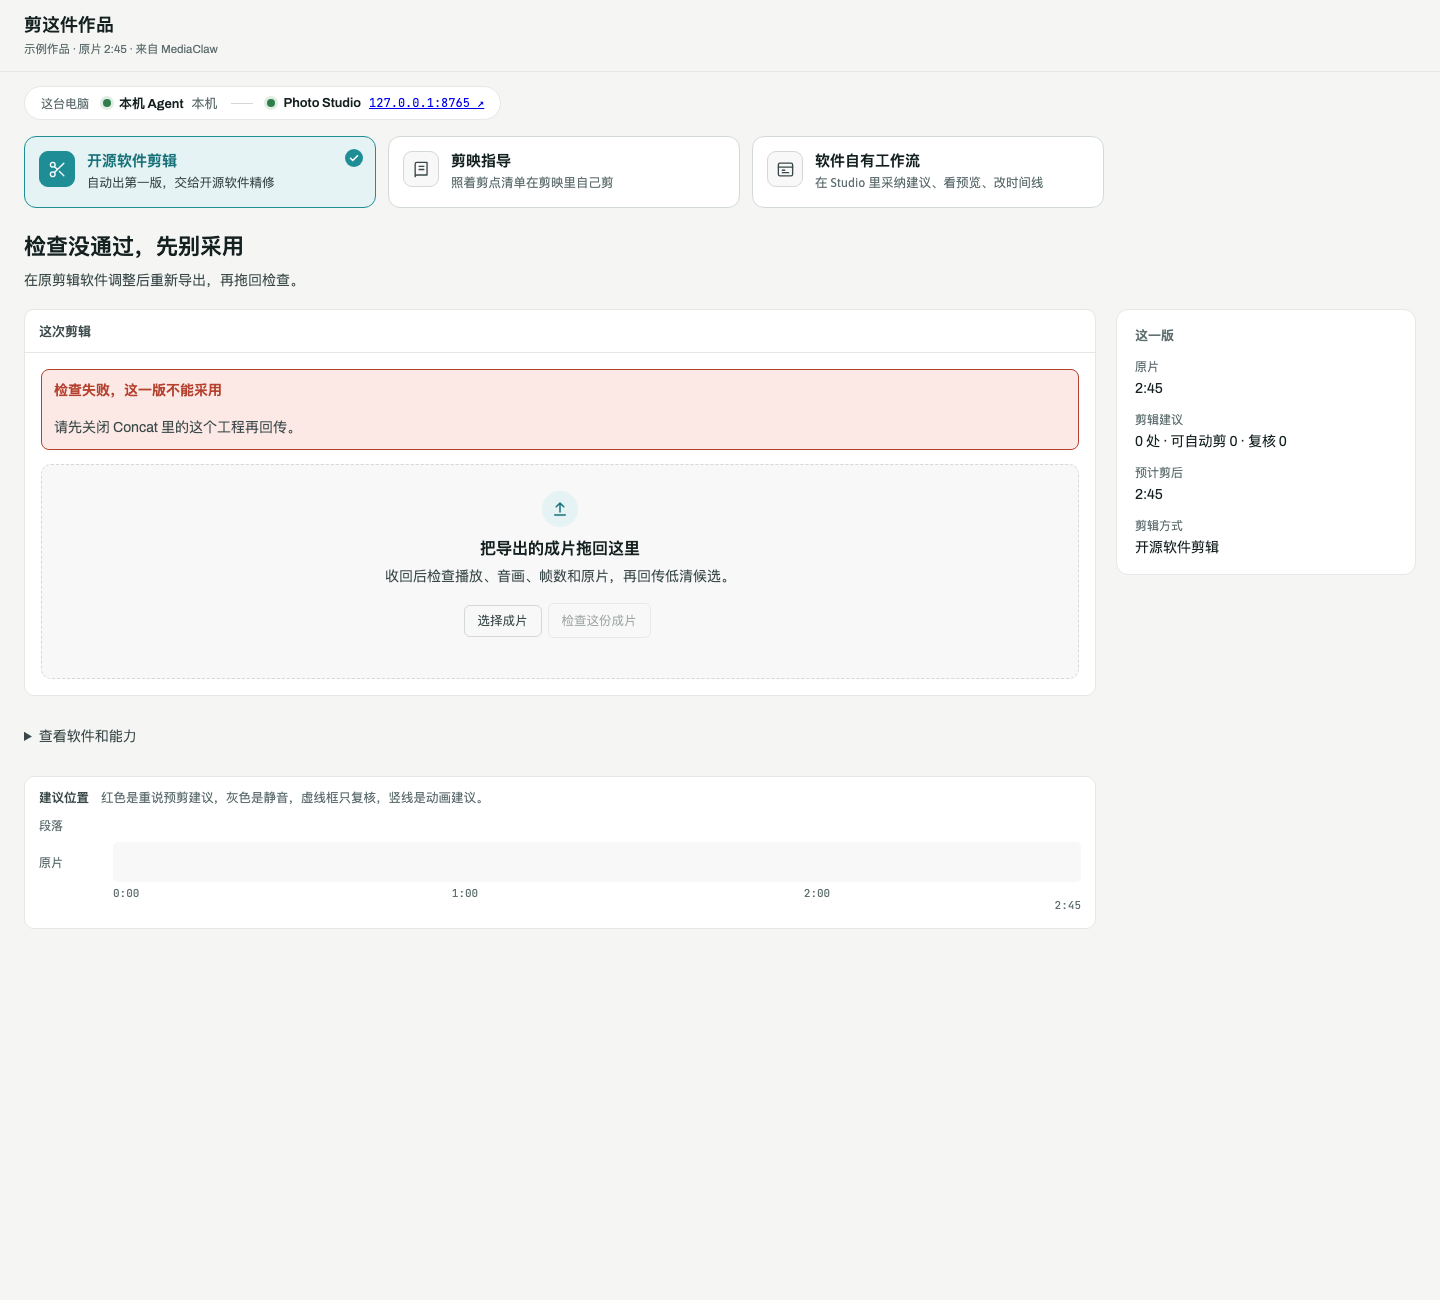 剪这件作品
示例作品 · 原片 2:45 · 来自 MediaClaw
这台电脑 本机 Agent 本机 Photo Studio 127.0.0.1:8765 ↗
开源软件剪辑
自动出第一版，交给开源软件精修
剪映指导
照着剪点清单在剪映里自己剪
软件自有工作流
在 Studio 里采纳建议、看预览、改时间线
检查没通过，先别采用
在原剪辑软件调整后重新导出，再拖回检查。
这次剪辑
检查失败，这一版不能采用
请先关闭 Concat 里的这个工程再回传。
把导出的成片拖回这里
收回后检查播放、音画、帧数和原片，再回传低清候选。
选择成片 检查这份成片
这一版
原片
2:45
剪辑建议
0 处 · 可自动剪 0 · 复核 0
预计剪后
2:45
剪辑方式
开源软件剪辑
查看软件和能力
建议位置 红色是重说预剪建议，灰色是静音，虚线框只复核，竖线是动画建议。
段落
原片
0:00 1:00 2:00
2:45